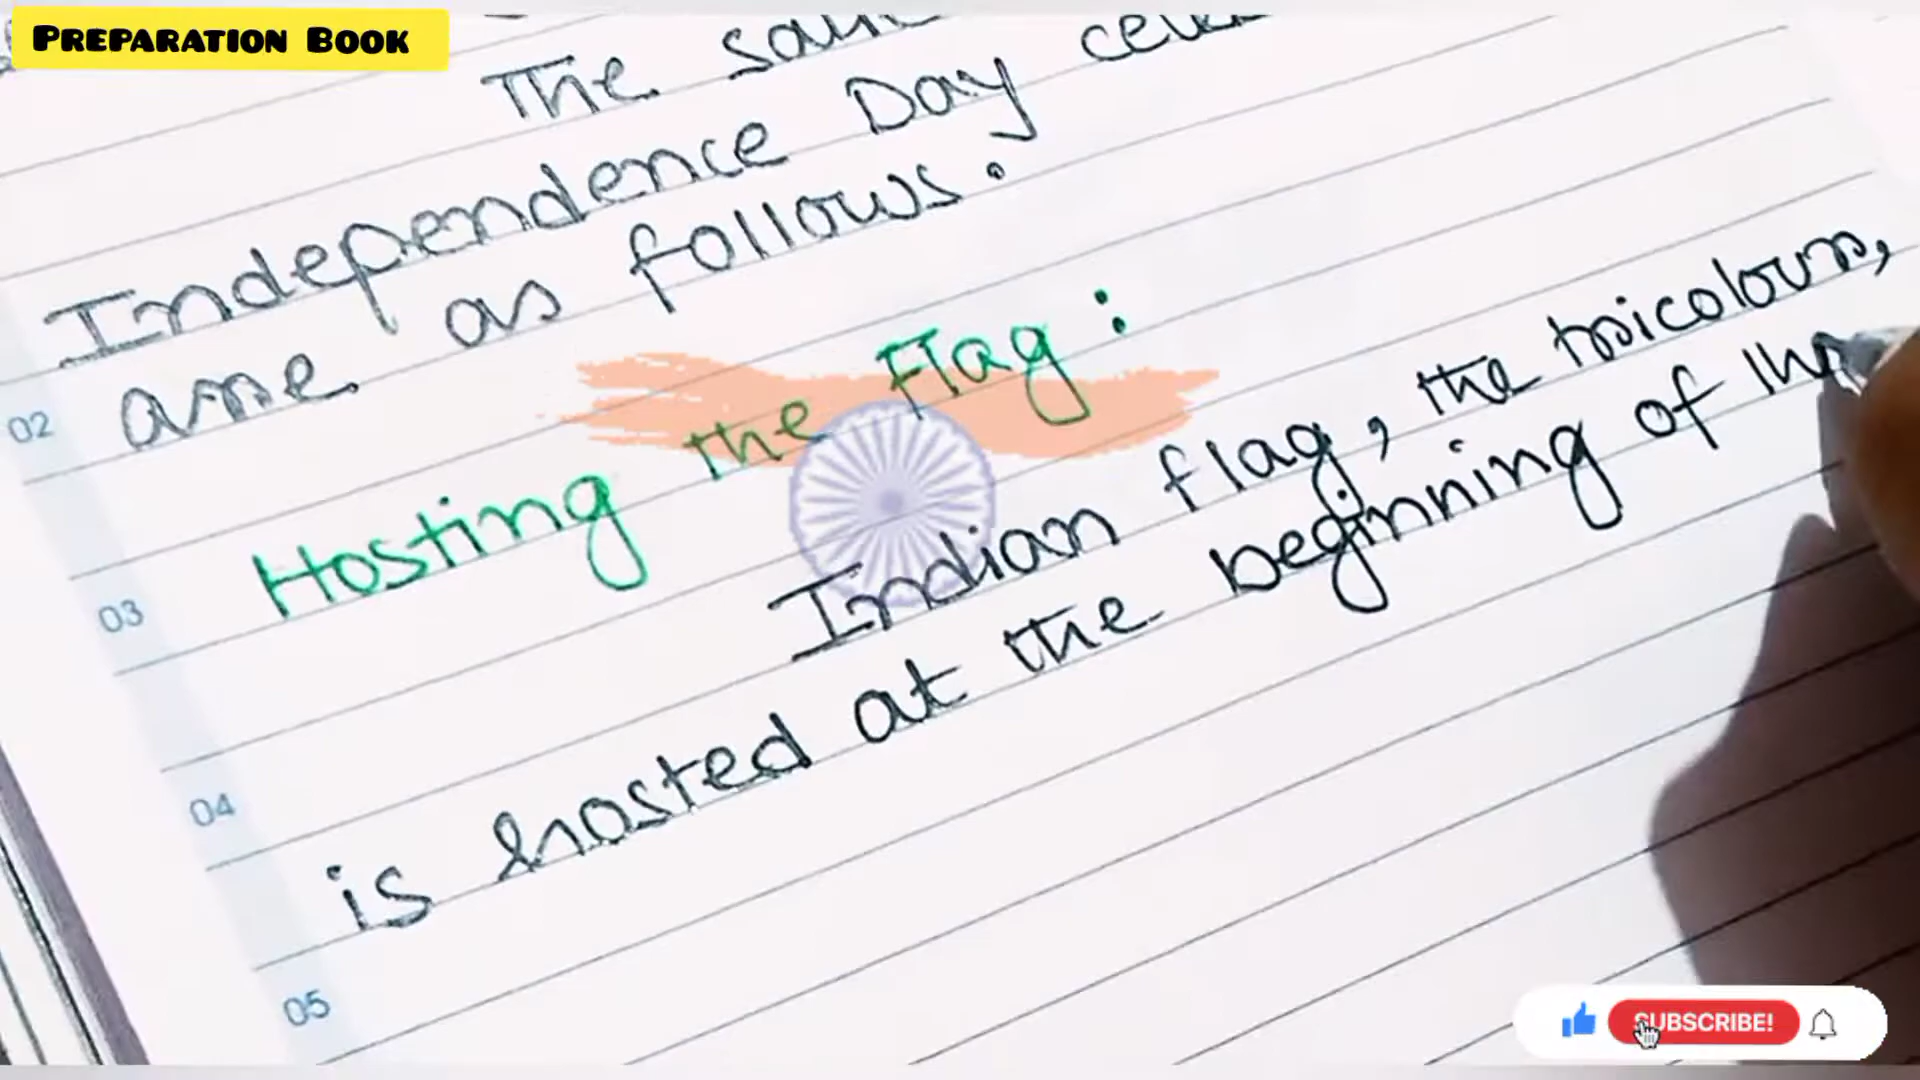 PREPARATION BOOK
The
Independence Day
are as follows:
Hosting the Flag:
Indian flag, the tricolour,
is hosted at the beginning of the
02
03
04
05
SUBSCRIBE!